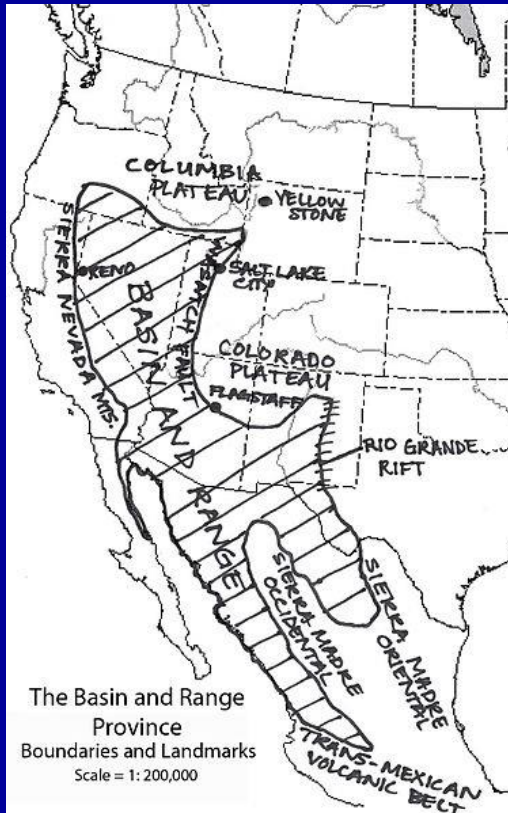 COLUMBIA
PLATEAU
YELLOW
STONE
SIERRA NEVADA MTS.
RENO
WASATCH FAULT
SALT LAKE
CITY
BASIN AND RANGE
COLORADO
PLATEAU
FLAGSTAFF
RIO GRANDE
RIFT
SIERRA MADRE
OCCIDENTAL
SIERRA MADRE
ORIENTAL
TRANS-MEXICAN
VOLCANIC BELT
The Basin and Range
Province
Boundaries and Landmarks
Scale = 1: 200,000